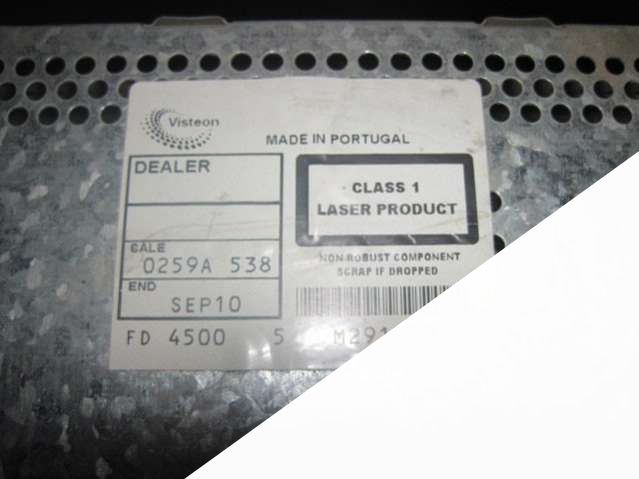 Visteon
MADE IN PORTUGAL
DEALER
CLASS 1
LASER PRODUCT
CALE
0259A 538
NON ROBUST COMPONENT
SCRAP IF DROPPED
END
SEP10
FD 4500 5